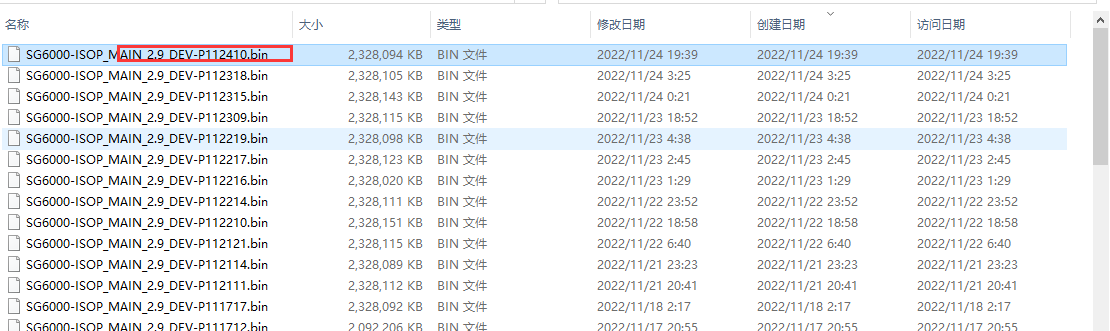 名称 大小 类型 修改日期 创建日期 访问日期
SG6000-ISOP_MAIN_2.9_DEV-P112410.bin 2,328,094 KB BIN 文件 2022/11/24 19:39 2022/11/24 19:39 2022/11/24 19:39
SG6000-ISOP_MAIN_2.9_DEV-P112318.bin 2,328,105 KB BIN 文件 2022/11/24 3:25 2022/11/24 3:25 2022/11/24 3:25
SG6000-ISOP_MAIN_2.9_DEV-P112315.bin 2,328,143 KB BIN 文件 2022/11/24 0:21 2022/11/24 0:21 2022/11/24 0:21
SG6000-ISOP_MAIN_2.9_DEV-P112309.bin 2,328,115 KB BIN 文件 2022/11/23 18:52 2022/11/23 18:52 2022/11/23 18:52
SG6000-ISOP_MAIN_2.9_DEV-P112219.bin 2,328,098 KB BIN 文件 2022/11/23 4:38 2022/11/23 4:38 2022/11/23 4:38
SG6000-ISOP_MAIN_2.9_DEV-P112217.bin 2,328,123 KB BIN 文件 2022/11/23 2:45 2022/11/23 2:45 2022/11/23 2:45
SG6000-ISOP_MAIN_2.9_DEV-P112216.bin 2,328,020 KB BIN 文件 2022/11/23 1:29 2022/11/23 1:29 2022/11/23 1:29
SG6000-ISOP_MAIN_2.9_DEV-P112214.bin 2,328,111 KB BIN 文件 2022/11/22 23:52 2022/11/22 23:52 2022/11/22 23:52
SG6000-ISOP_MAIN_2.9_DEV-P112210.bin 2,328,151 KB BIN 文件 2022/11/22 18:58 2022/11/22 18:58 2022/11/22 18:58
SG6000-ISOP_MAIN_2.9_DEV-P112121.bin 2,328,115 KB BIN 文件 2022/11/22 6:40 2022/11/22 6:40 2022/11/22 6:40
SG6000-ISOP_MAIN_2.9_DEV-P112114.bin 2,328,089 KB BIN 文件 2022/11/21 23:23 2022/11/21 23:23 2022/11/21 23:23
SG6000-ISOP_MAIN_2.9_DEV-P112111.bin 2,328,112 KB BIN 文件 2022/11/21 20:41 2022/11/21 20:41 2022/11/21 20:41
SG6000-ISOP_MAIN_2.9_DEV-P111717.bin 2,328,092 KB BIN 文件 2022/11/18 2:17 2022/11/18 2:17 2022/11/18 2:17
SG6000-ISOP_MAIN_2.9_DEV-P111712.bin 2,092,206 KB BIN 文件 2022/11/17 20:55 2022/11/17 20:55 2022/11/17 20:55